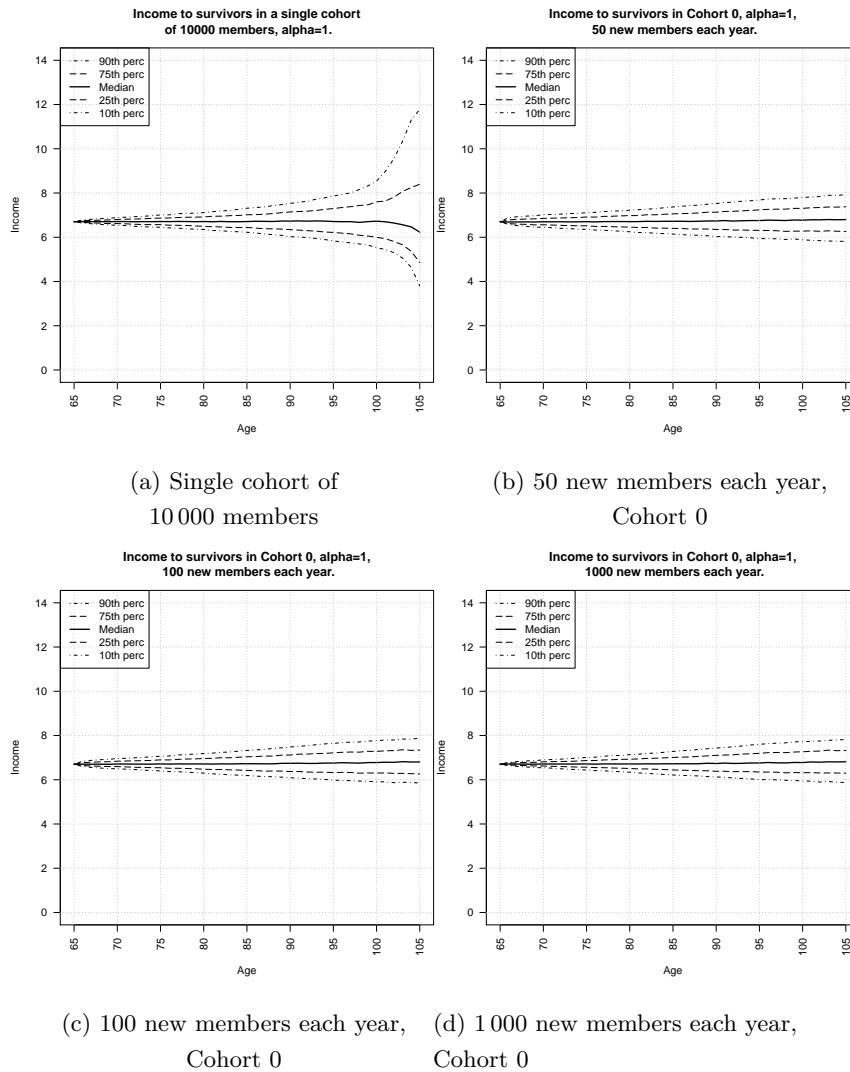 Income to survivors in a single cohort
of 10000 members, alpha=1.
90th perc
75th perc
Median
25th perc
10th perc
14
12
10
8
6
4
2
0
Income
65
70
75
80
85
90
95
100
105
Age
(a) Single cohort of
10 000 members
Income to survivors in Cohort 0, alpha=1,
50 new members each year.
90th perc
75th perc
Median
25th perc
10th perc
14
12
10
8
6
4
2
0
Income
65
70
75
80
85
90
95
100
105
Age
(b) 50 new members each year,
Cohort 0
Income to survivors in Cohort 0, alpha=1,
100 new members each year.
90th perc
75th perc
Median
25th perc
10th perc
14
12
10
8
6
4
2
0
Income
65
70
75
80
85
90
95
100
105
Age
(c) 100 new members each year,
Cohort 0
Income to survivors in Cohort 0, alpha=1,
1000 new members each year.
90th perc
75th perc
Median
25th perc
10th perc
14
12
10
8
6
4
2
0
Income
65
70
75
80
85
90
95
100
105
Age
(d) 1 000 new members each year,
Cohort 0